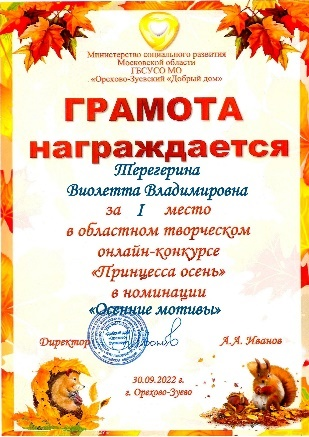 Министерство социального развития
Московской области
ГБСУСО МО
«Орехово-Зуевский «Добрый дом»
ГРАМОТА
награждается
Терегерина
Виолетта Владимировна
за I место
в областном творческом
онлайн-конкурсе
«Принцесса осень»
в номинации
«Осенние мотивы»
Директор А.А. Иванов
30.09.2022 г.
г. Орехово-Зуево